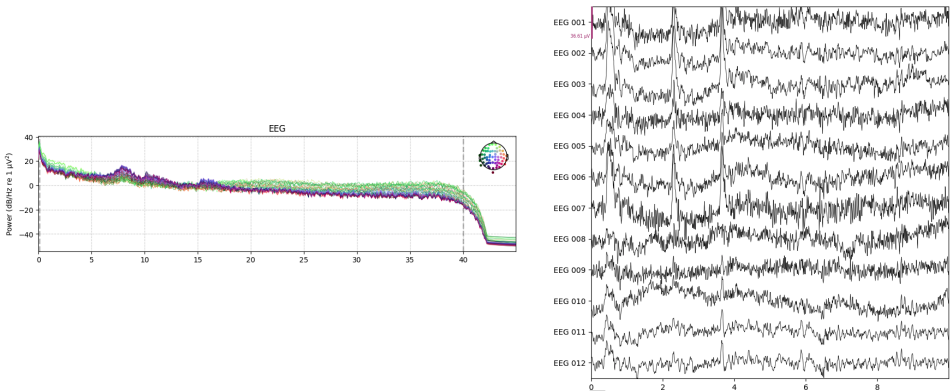 EEG
Power (dB/Hz re 1 µV²)
40
20
0
−20
−40
0
5
10
15
20
25
30
35
40
EEG 001
EEG 002
EEG 003
EEG 004
EEG 005
EEG 006
EEG 007
EEG 008
EEG 009
EEG 010
EEG 011
EEG 012
0
2
4
6
8